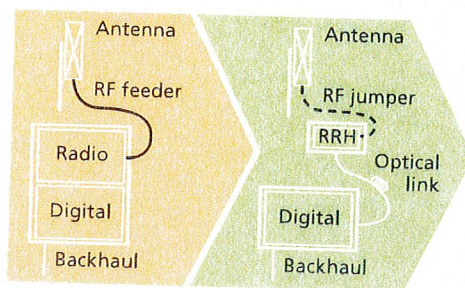 Antenna
RF feeder
Radio
Digital
Backhaul
Antenna
RF jumper
RRH
Optical
link
Digital
Backhaul